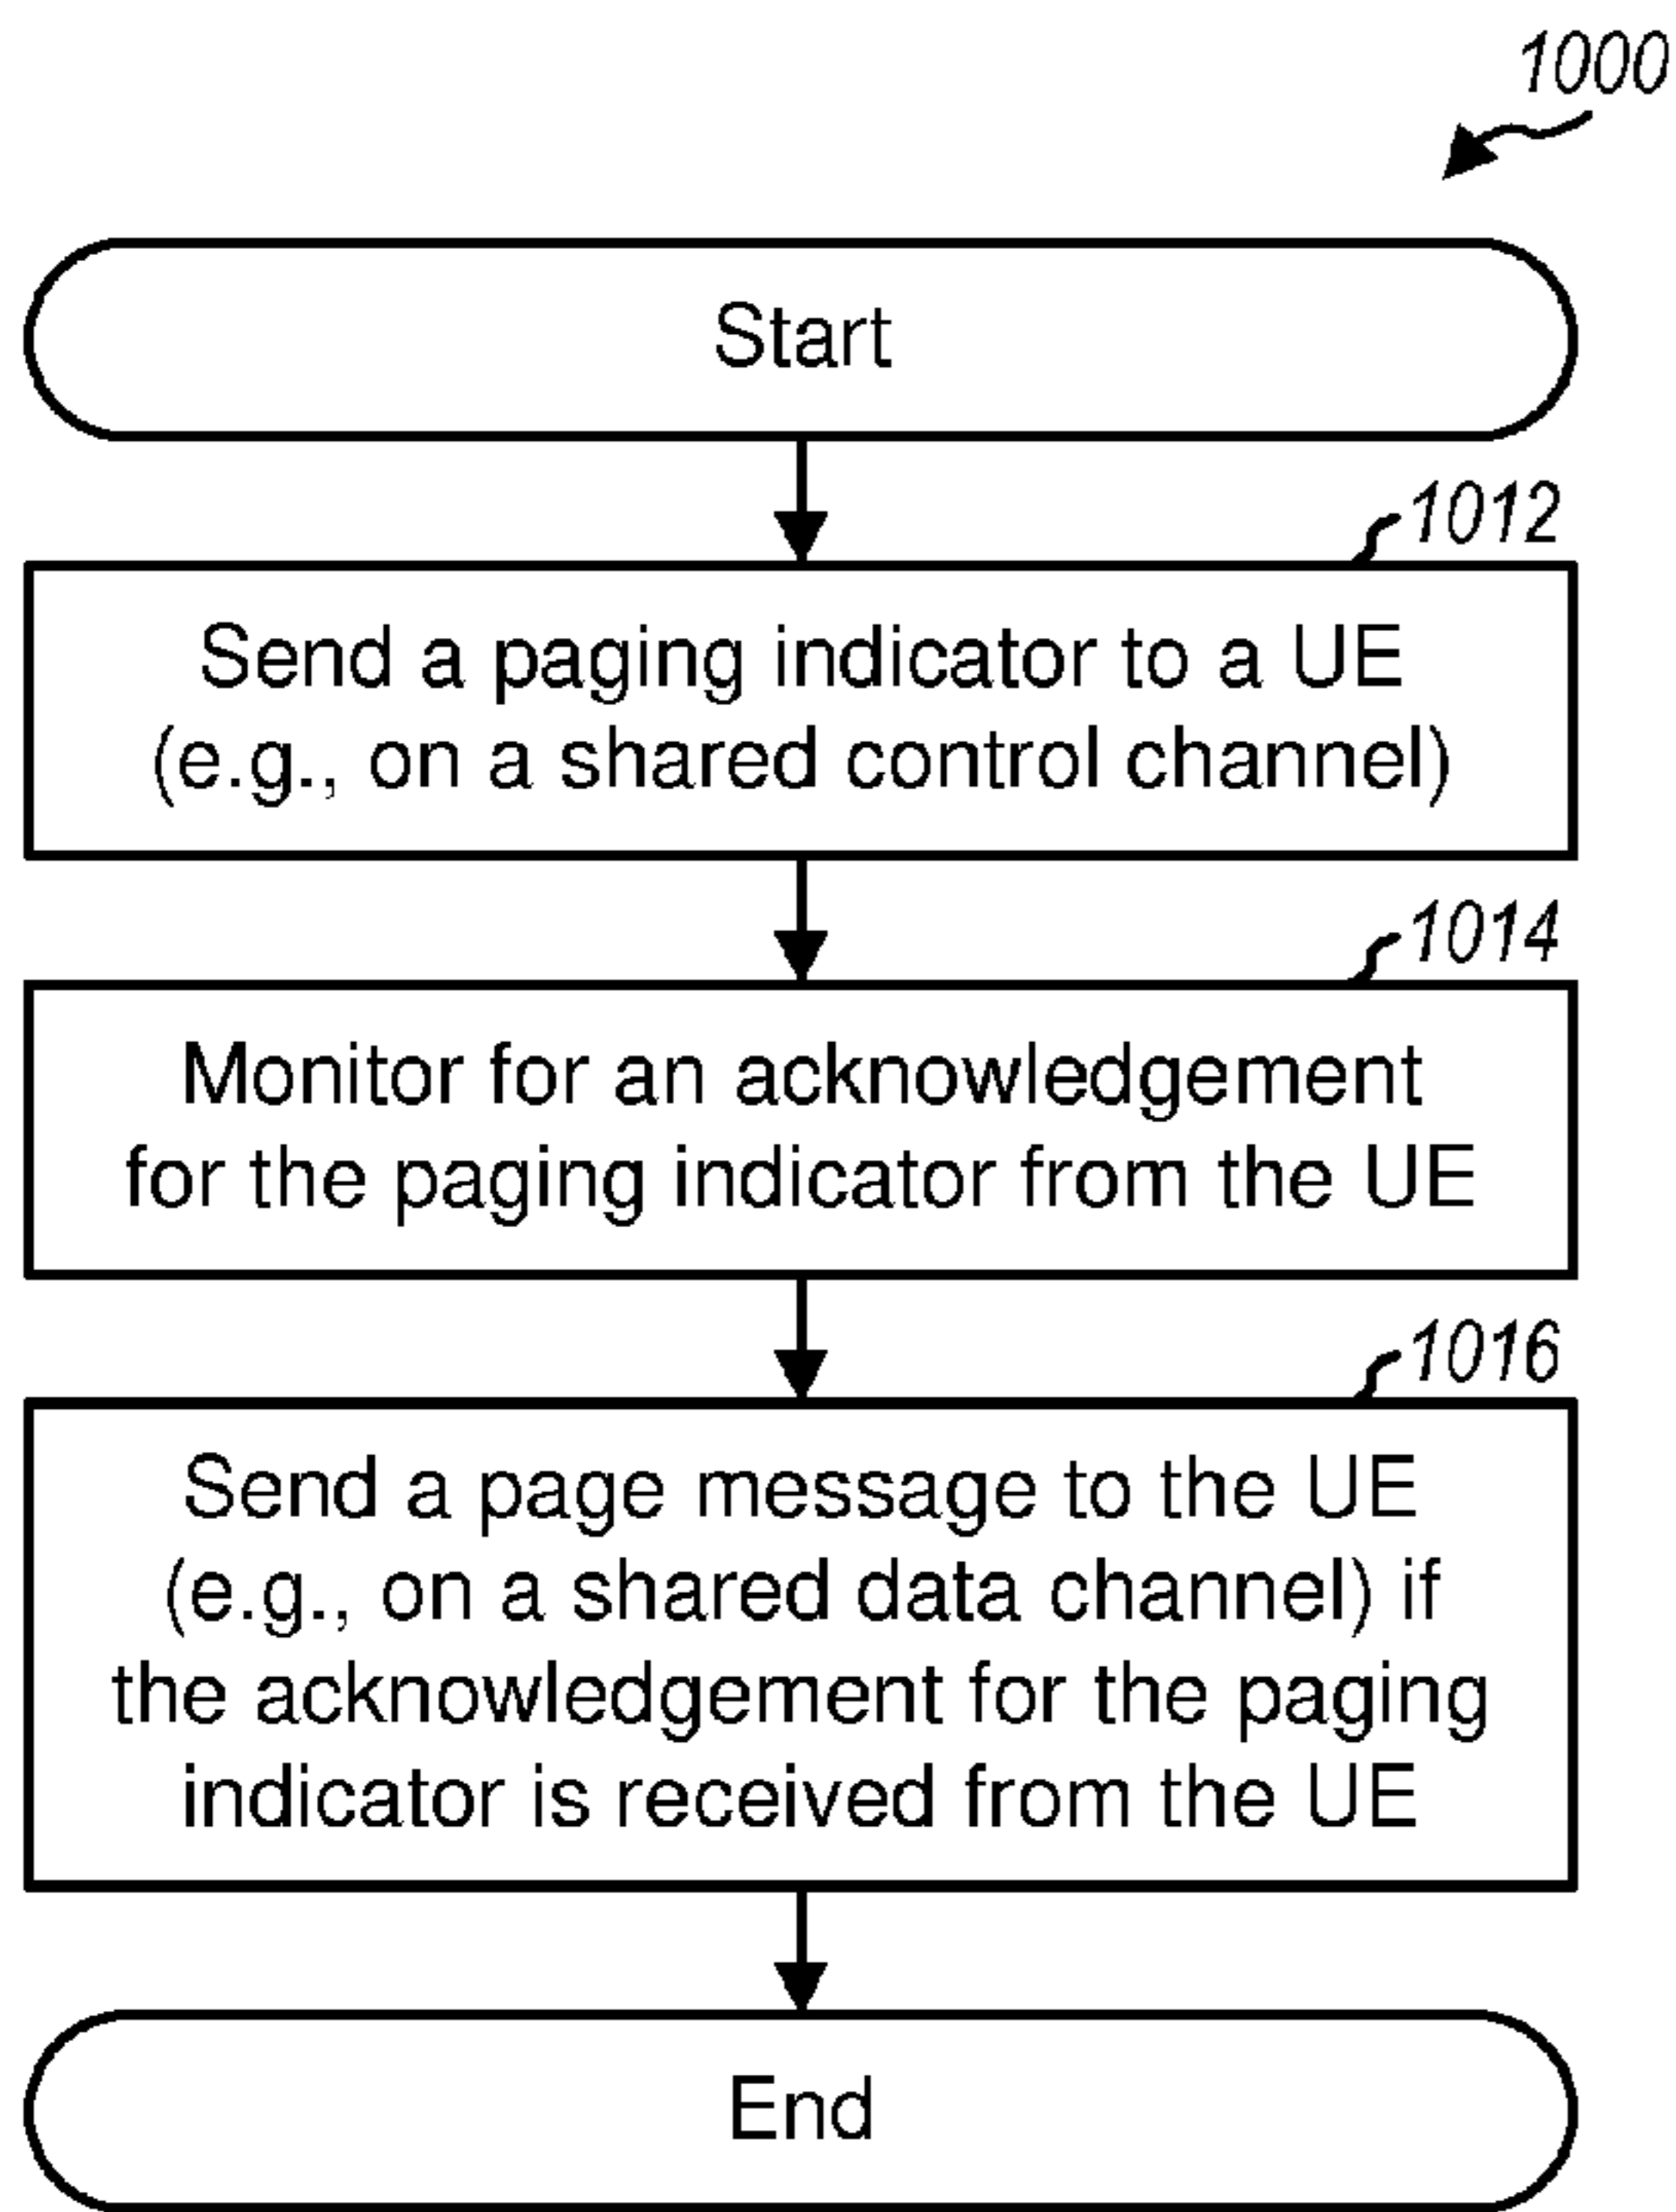 1000
Start
1012
Send a paging indicator to a UE
(e.g., on a shared control channel)
1014
Monitor for an acknowledgement
for the paging indicator from the UE
1016
Send a page message to the UE
(e.g., on a shared data channel) if
the acknowledgement for the paging
indicator is received from the UE
End